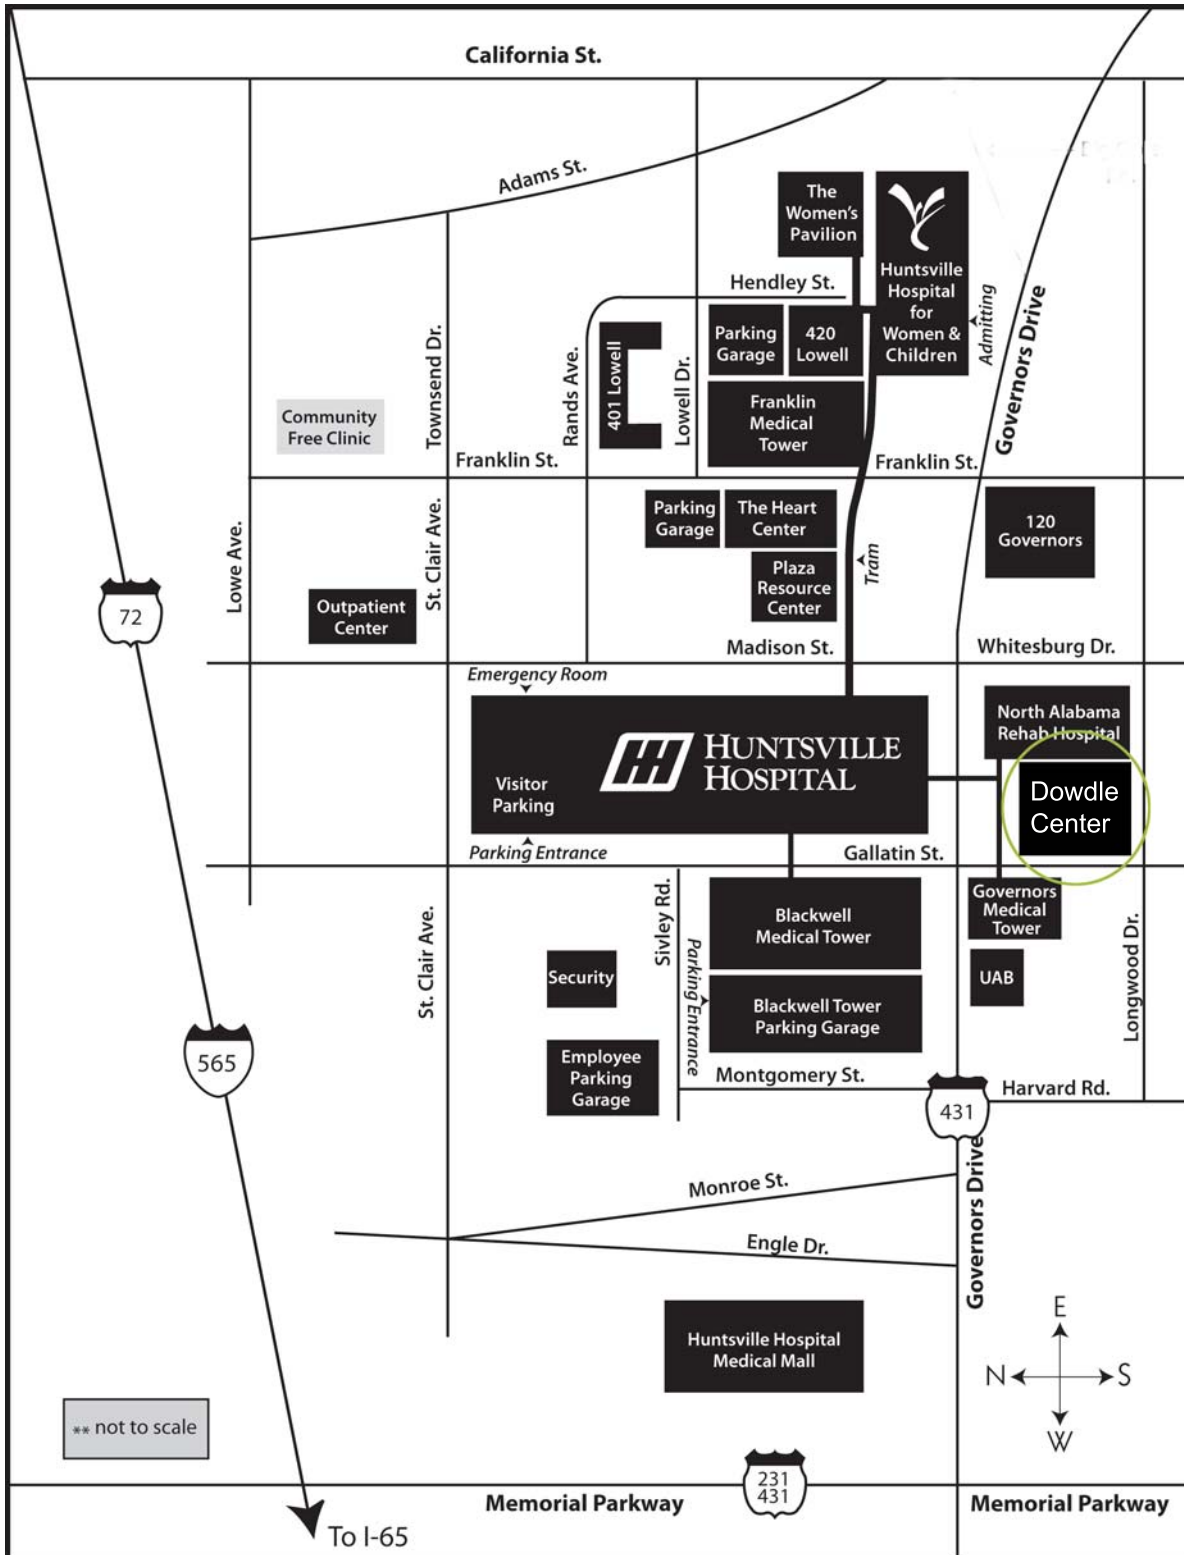 California St.
Adams St.
The
Women's
Pavilion
Huntsville
Hospital
for
Women &
Children
Admitting
Governors Drive
Hendley St.
Parking
Garage
420
Lowell
401 Lowell
Rands Ave.
Lowell Dr.
Townsend Dr.
Franklin
Medical
Tower
Community
Free Clinic
Franklin St.
Franklin St.
Lowe Ave.
St. Clair Ave.
Parking
Garage
The Heart
Center
120
Governors
Tram
Plaza
Resource
Center
72
Outpatient
Center
Madison St.
Whitesburg Dr.
Emergency Room
HUNTSVILLE
HOSPITAL
Visitor
Parking
North Alabama
Rehab Hospital
Dowdle
Center
Parking Entrance
Gallatin St.
Sivley Rd.
Blackwell
Medical Tower
Governors
Medical
Tower
St. Clair Ave.
Security
Parking Entrance
UAB
Longwood Dr.
Blackwell Tower
Parking Garage
565
Employee
Parking
Garage
Montgomery St.
431
Harvard Rd.
Monroe St.
Governors Drive
Engle Dr.
Huntsville Hospital
Medical Mall
E
N
S
W
** not to scale
231
431
Memorial Parkway
Memorial Parkway
To I-65